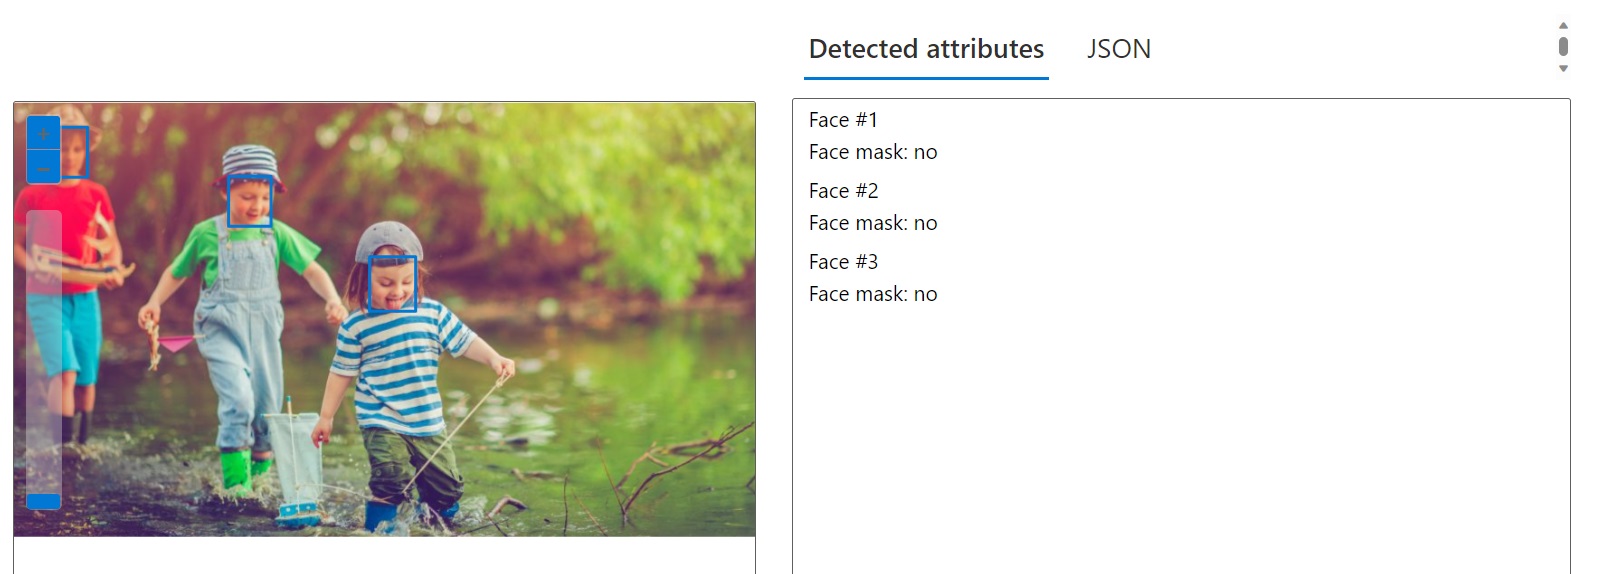 Detected attributes JSON
Face #1
Face mask: no
Face #2
Face mask: no
Face #3
Face mask: no